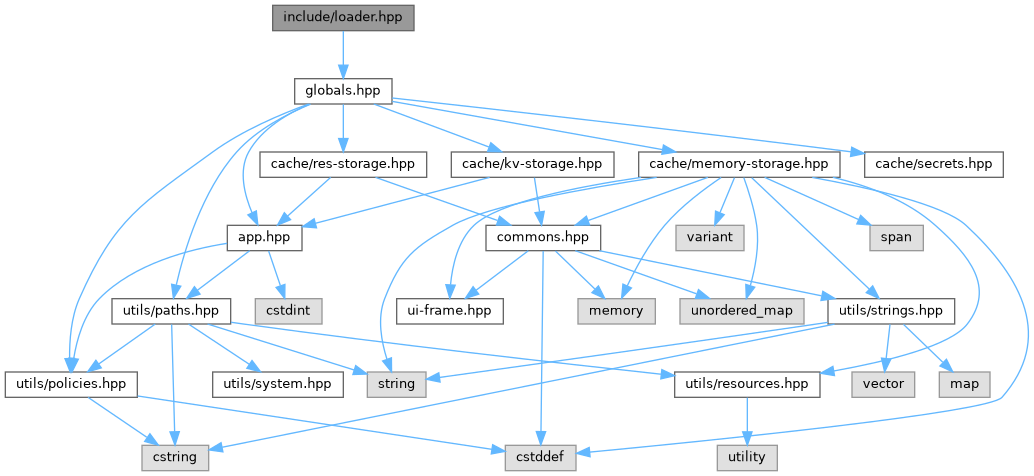 include/loader.hpp
globals.hpp
cache/res-storage.hpp
cache/kv-storage.hpp
cache/memory-storage.hpp
cache/secrets.hpp
app.hpp
commons.hpp
variant
span
utils/paths.hpp
cstdint
ui-frame.hpp
memory
unordered_map
utils/strings.hpp
utils/policies.hpp
utils/system.hpp
string
utils/resources.hpp
vector
map
cstring
cstddef
utility